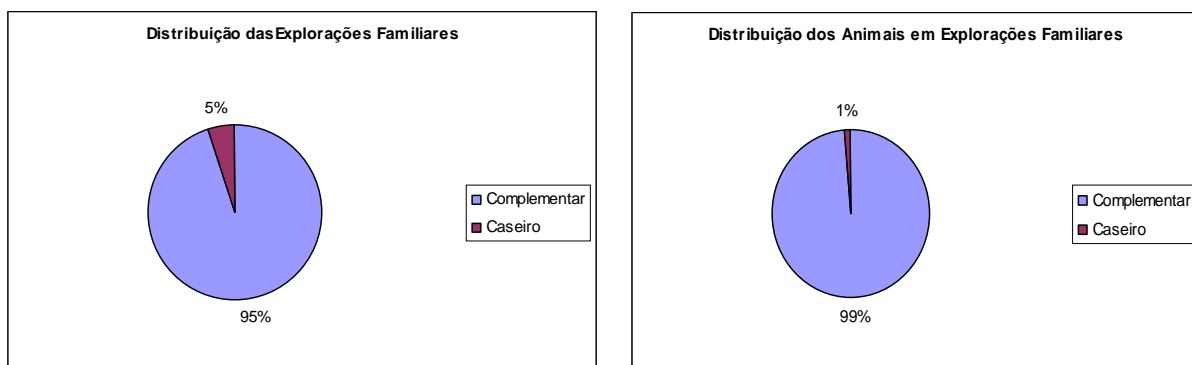 Distribuição dasExplorações Familiares
5%
95%
Complementar
Caseiro
Distribuição dos Animais em Explorações Familiares
1%
99%
Complementar
Caseiro